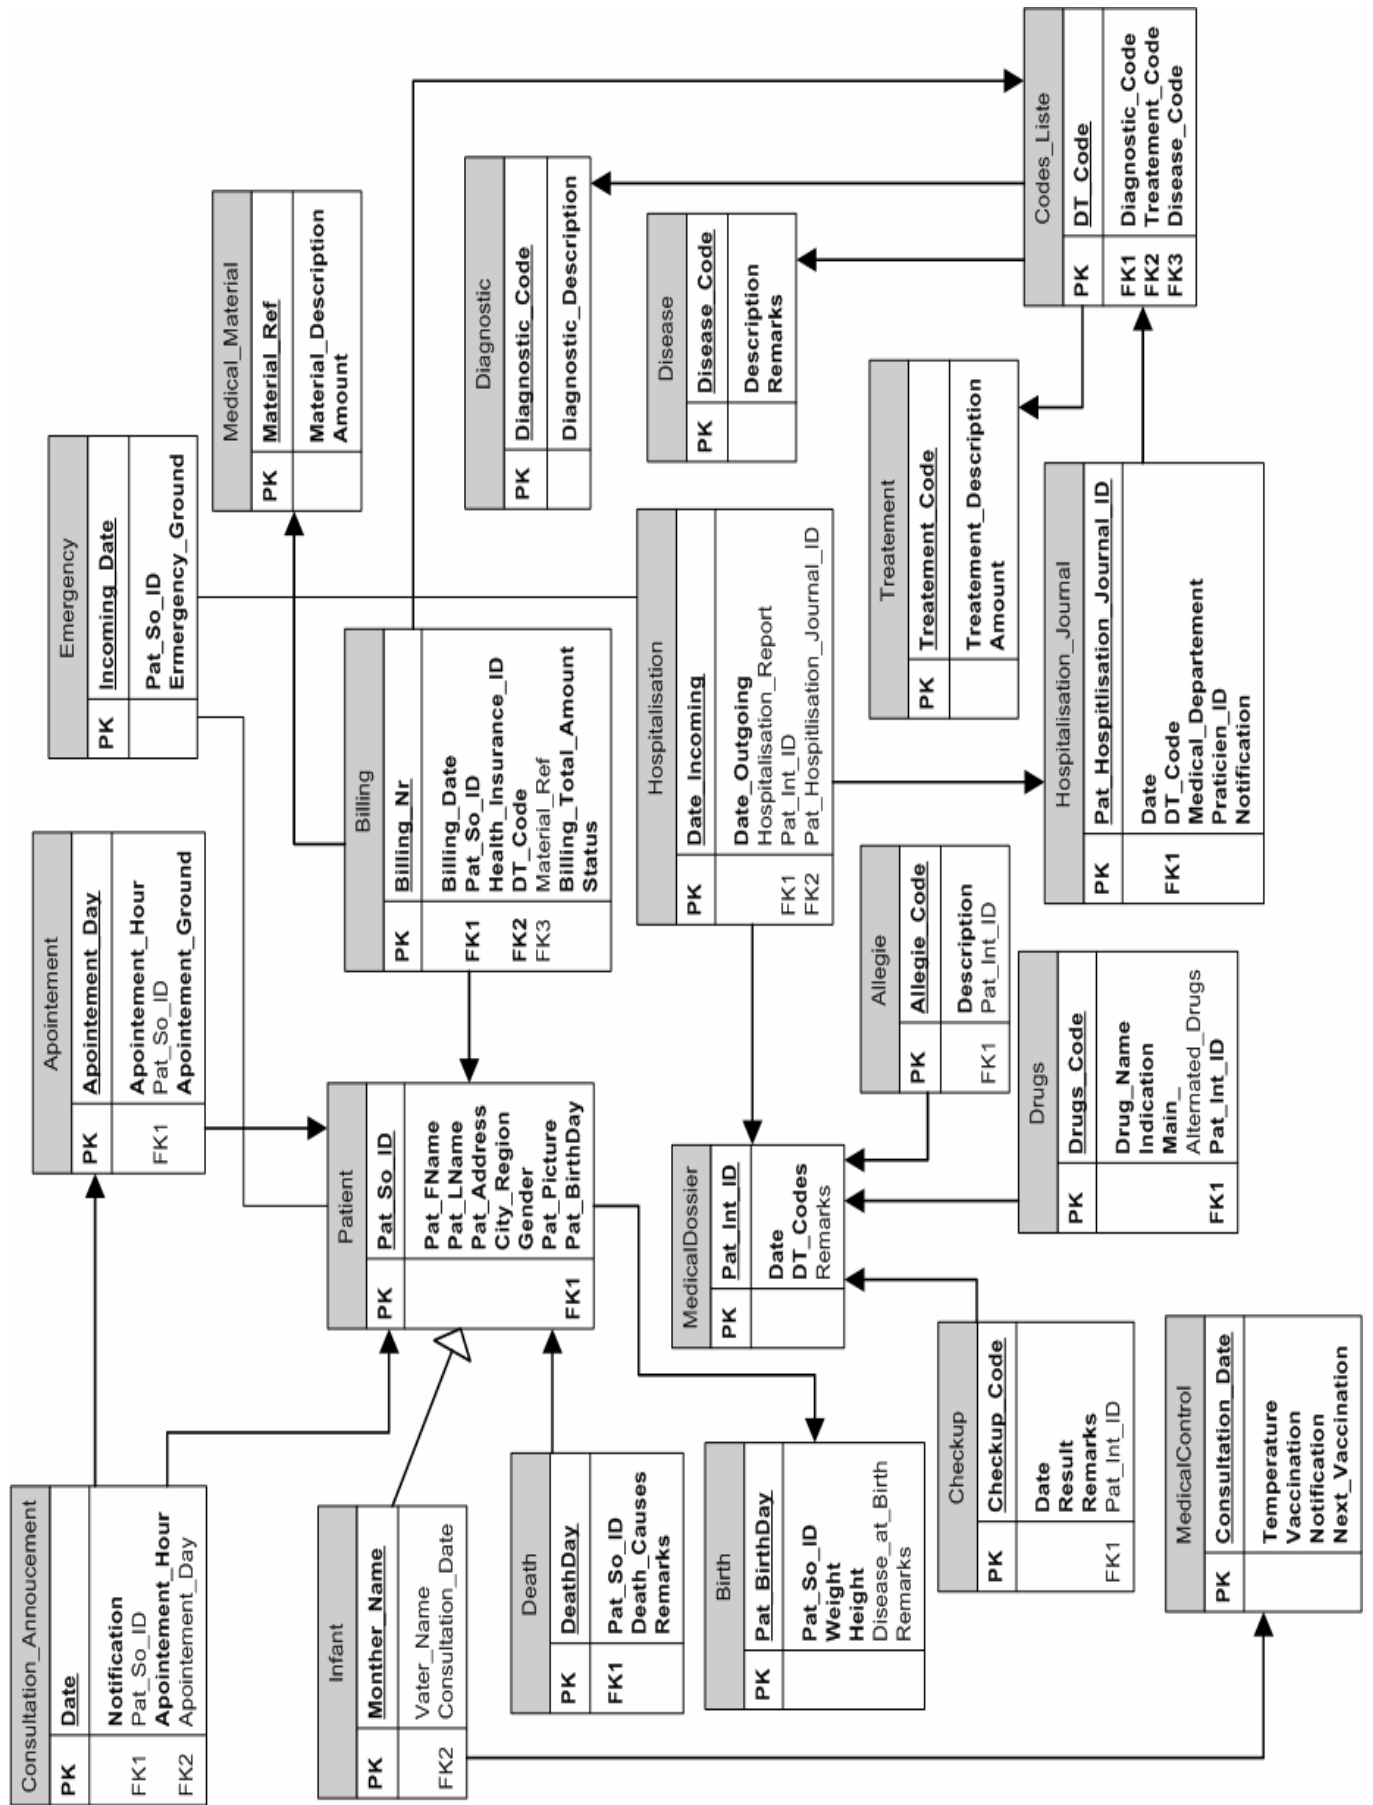 Consultation_Annoucement
PK Date
Notification
FK1 Pat_So_ID
Apointement_Hour
FK2 Apointement_Day
Apointement
PK Apointement_Day
Apointement_Hour
FK1 Pat_So_ID
Apointement_Ground
Emergency
PK Incoming_Date
Pat_So_ID
Ermergency_Ground
Medical_Material
PK Material_Ref
Material_Description
Amount
Infant
PK Monther_Name
Vater_Name
FK2 Consultation_Date
Patient
PK Pat_So_ID
Pat_FName
Pat_LName
Pat_Address
City_Region
Gender
Pat_Picture
FK1 Pat_BirthDay
Billing
PK Billing_Nr
Billing_Date
FK1 Pat_So_ID
Health_Insurance_ID
FK2 DT_Code
FK3 Material_Ref
Billing_Total_Amount
Status
Diagnostic
PK Diagnostic_Code
Diagnostic_Description
Death
PK DeathDay
FK1 Pat_So_ID
Death_Causes
Remarks
Disease
PK Disease_Code
Description
Remarks
Birth
PK Pat_BirthDay
Pat_So_ID
Weight
Height
Disease_at_Birth
Remarks
MedicalDossier
PK Pat_Int_ID
Date
DT_Codes
Remarks
Hospitalisation
PK Date_Incoming
Date_Outgoing
Hospitalisation_Report
FK1 Pat_Int_ID
FK2 Pat_Hospitlisation_Journal_ID
Allegie
PK Allegie_Code
Description
FK1 Pat_Int_ID
Treatement
PK Treatement_Code
Treatement_Description
Amount
Checkup
PK Checkup_Code
Date
Result
Remarks
FK1 Pat_Int_ID
Drugs
PK Drugs_Code
Drug_Name
Indication
Main_
Alternated_Drugs
FK1 Pat_Int_ID
Hospitalisation_Journal
PK Pat_Hospitlisation_Journal_ID
Date
FK1 DT_Code
Medical_Departement
Praticien_ID
Notification
Codes_Liste
PK DT_Code
FK1 Diagnostic_Code
FK2 Treatement_Code
FK3 Disease_Code
MedicalControl
PK Consultation_Date
Temperature
Vaccination
Notification
Next_Vaccination